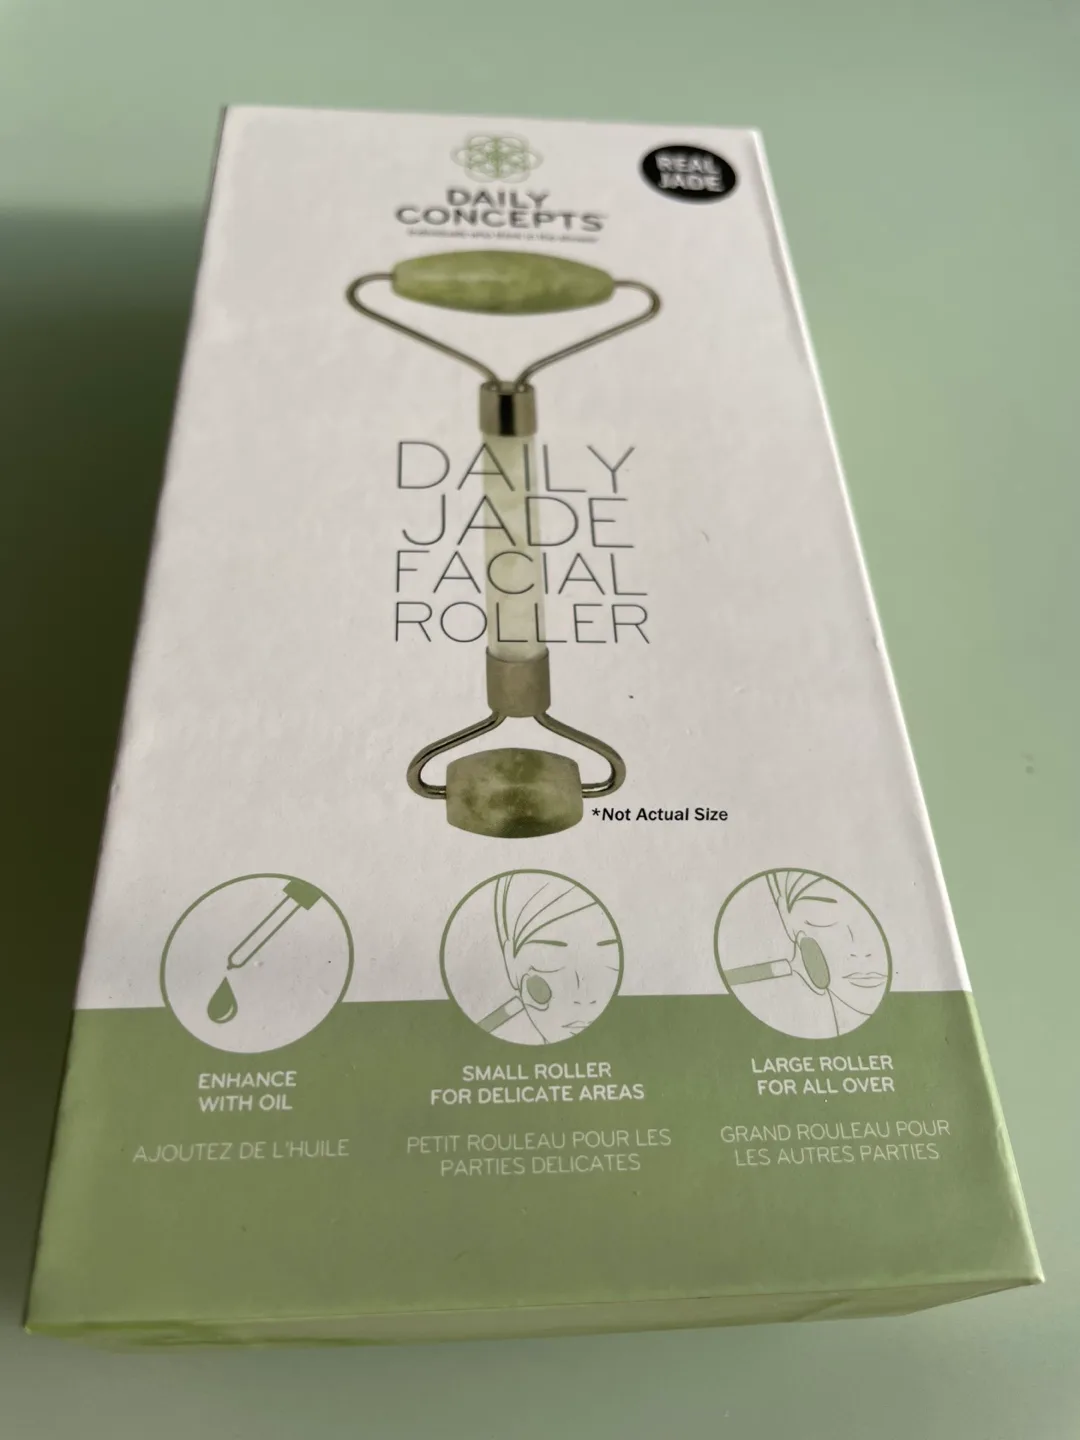 REAL
JADE
DAILY
CONCEPTS
DAILY
JADE
FACIAL
ROLLER
*Not Actual Size
ENHANCE
WITH OIL
AJOUTEZ DE L'HUILE
SMALL ROLLER
FOR DELICATE AREAS
PETIT ROULEAU POUR LES
PARTIES DELICATES
LARGE ROLLER
FOR ALL OVER
GRAND ROULEAU POUR
LES AUTRES PARTIES